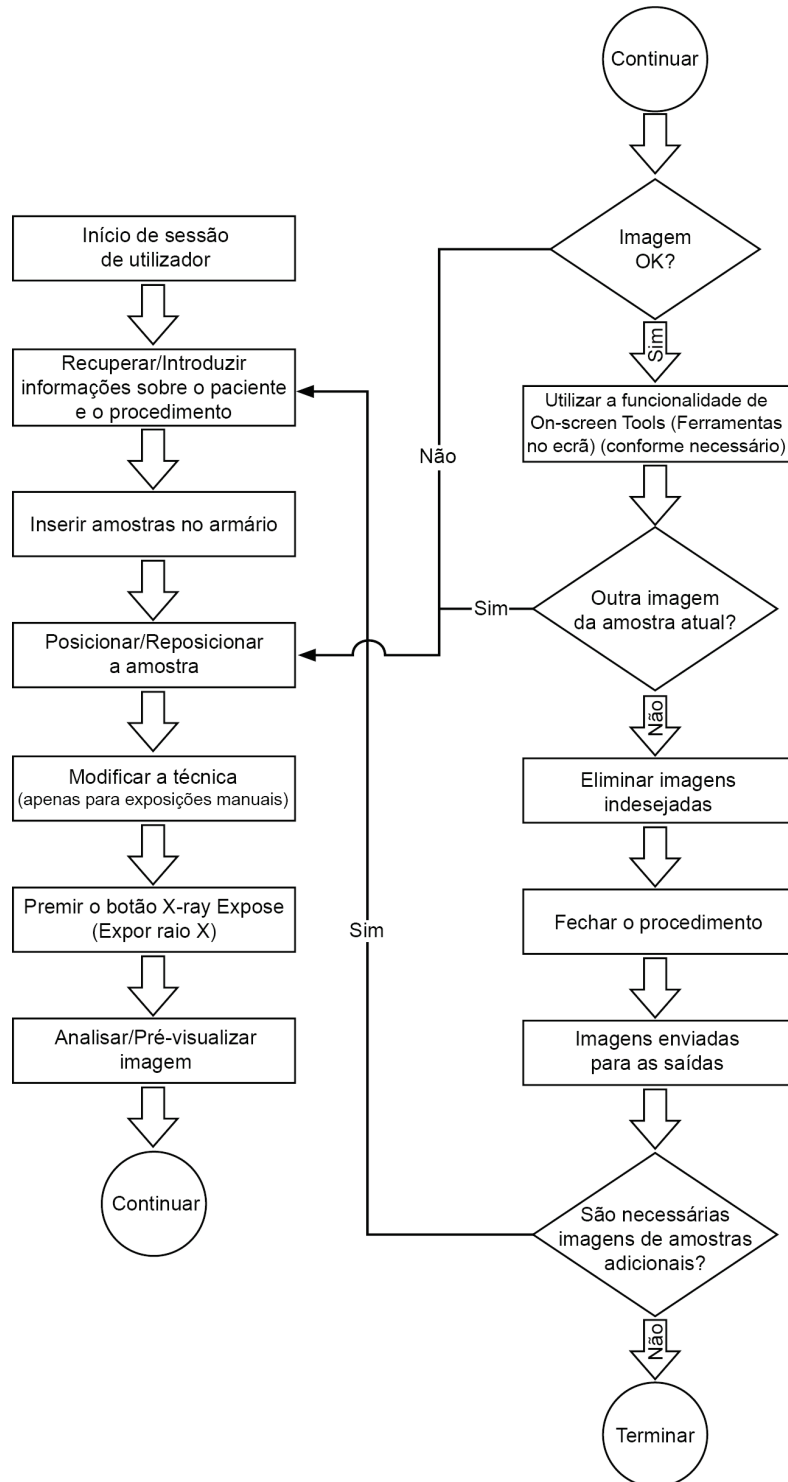 Início de sessão
de utilizador
Recuperar/Introduzir
informações sobre o paciente
e o procedimento
Inserir amostras no armário
Posicionar/Reposicionar
a amostra
Modificar a técnica
(apenas para exposições manuais)
Premir o botão X-ray Expose
(Expor raio X)
Analisar/Pré-visualizar
imagem
Continuar
Continuar
Imagem
OK?
Não
Sim
Utilizar a funcionalidade de
On-screen Tools (Ferramentas
no ecrã) (conforme necessário)
Outra imagem
da amostra atual?
Sim
Não
Eliminar imagens
indesejadas
Fechar o procedimento
Imagens enviadas
para as saídas
São necessárias
imagens de amostras
adicionais?
Sim
Não
Terminar